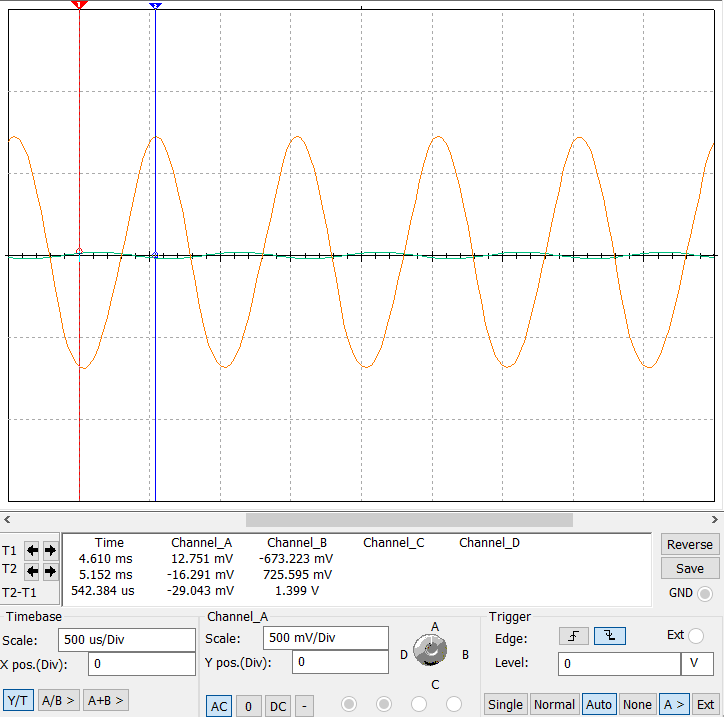 1 2
T1 T2 T2-T1
Time Channel_A Channel_B Channel_C Channel_D
4.610 ms 12.751 mV -673.223 mV
5.152 ms -16.291 mV 725.595 mV
542.384 us -29.043 mV 1.399 V
Reverse
Save
GND
Timebase
Scale: 500 us/Div
X pos.(Div): 0
Y/T A/B > A+B >
Channel_A
Scale: 500 mV/Div
Y pos.(Div): 0
AC 0 DC -
A
D B
C
Trigger
Edge: Ext
Level: 0 V
Single Normal Auto None A > Ext